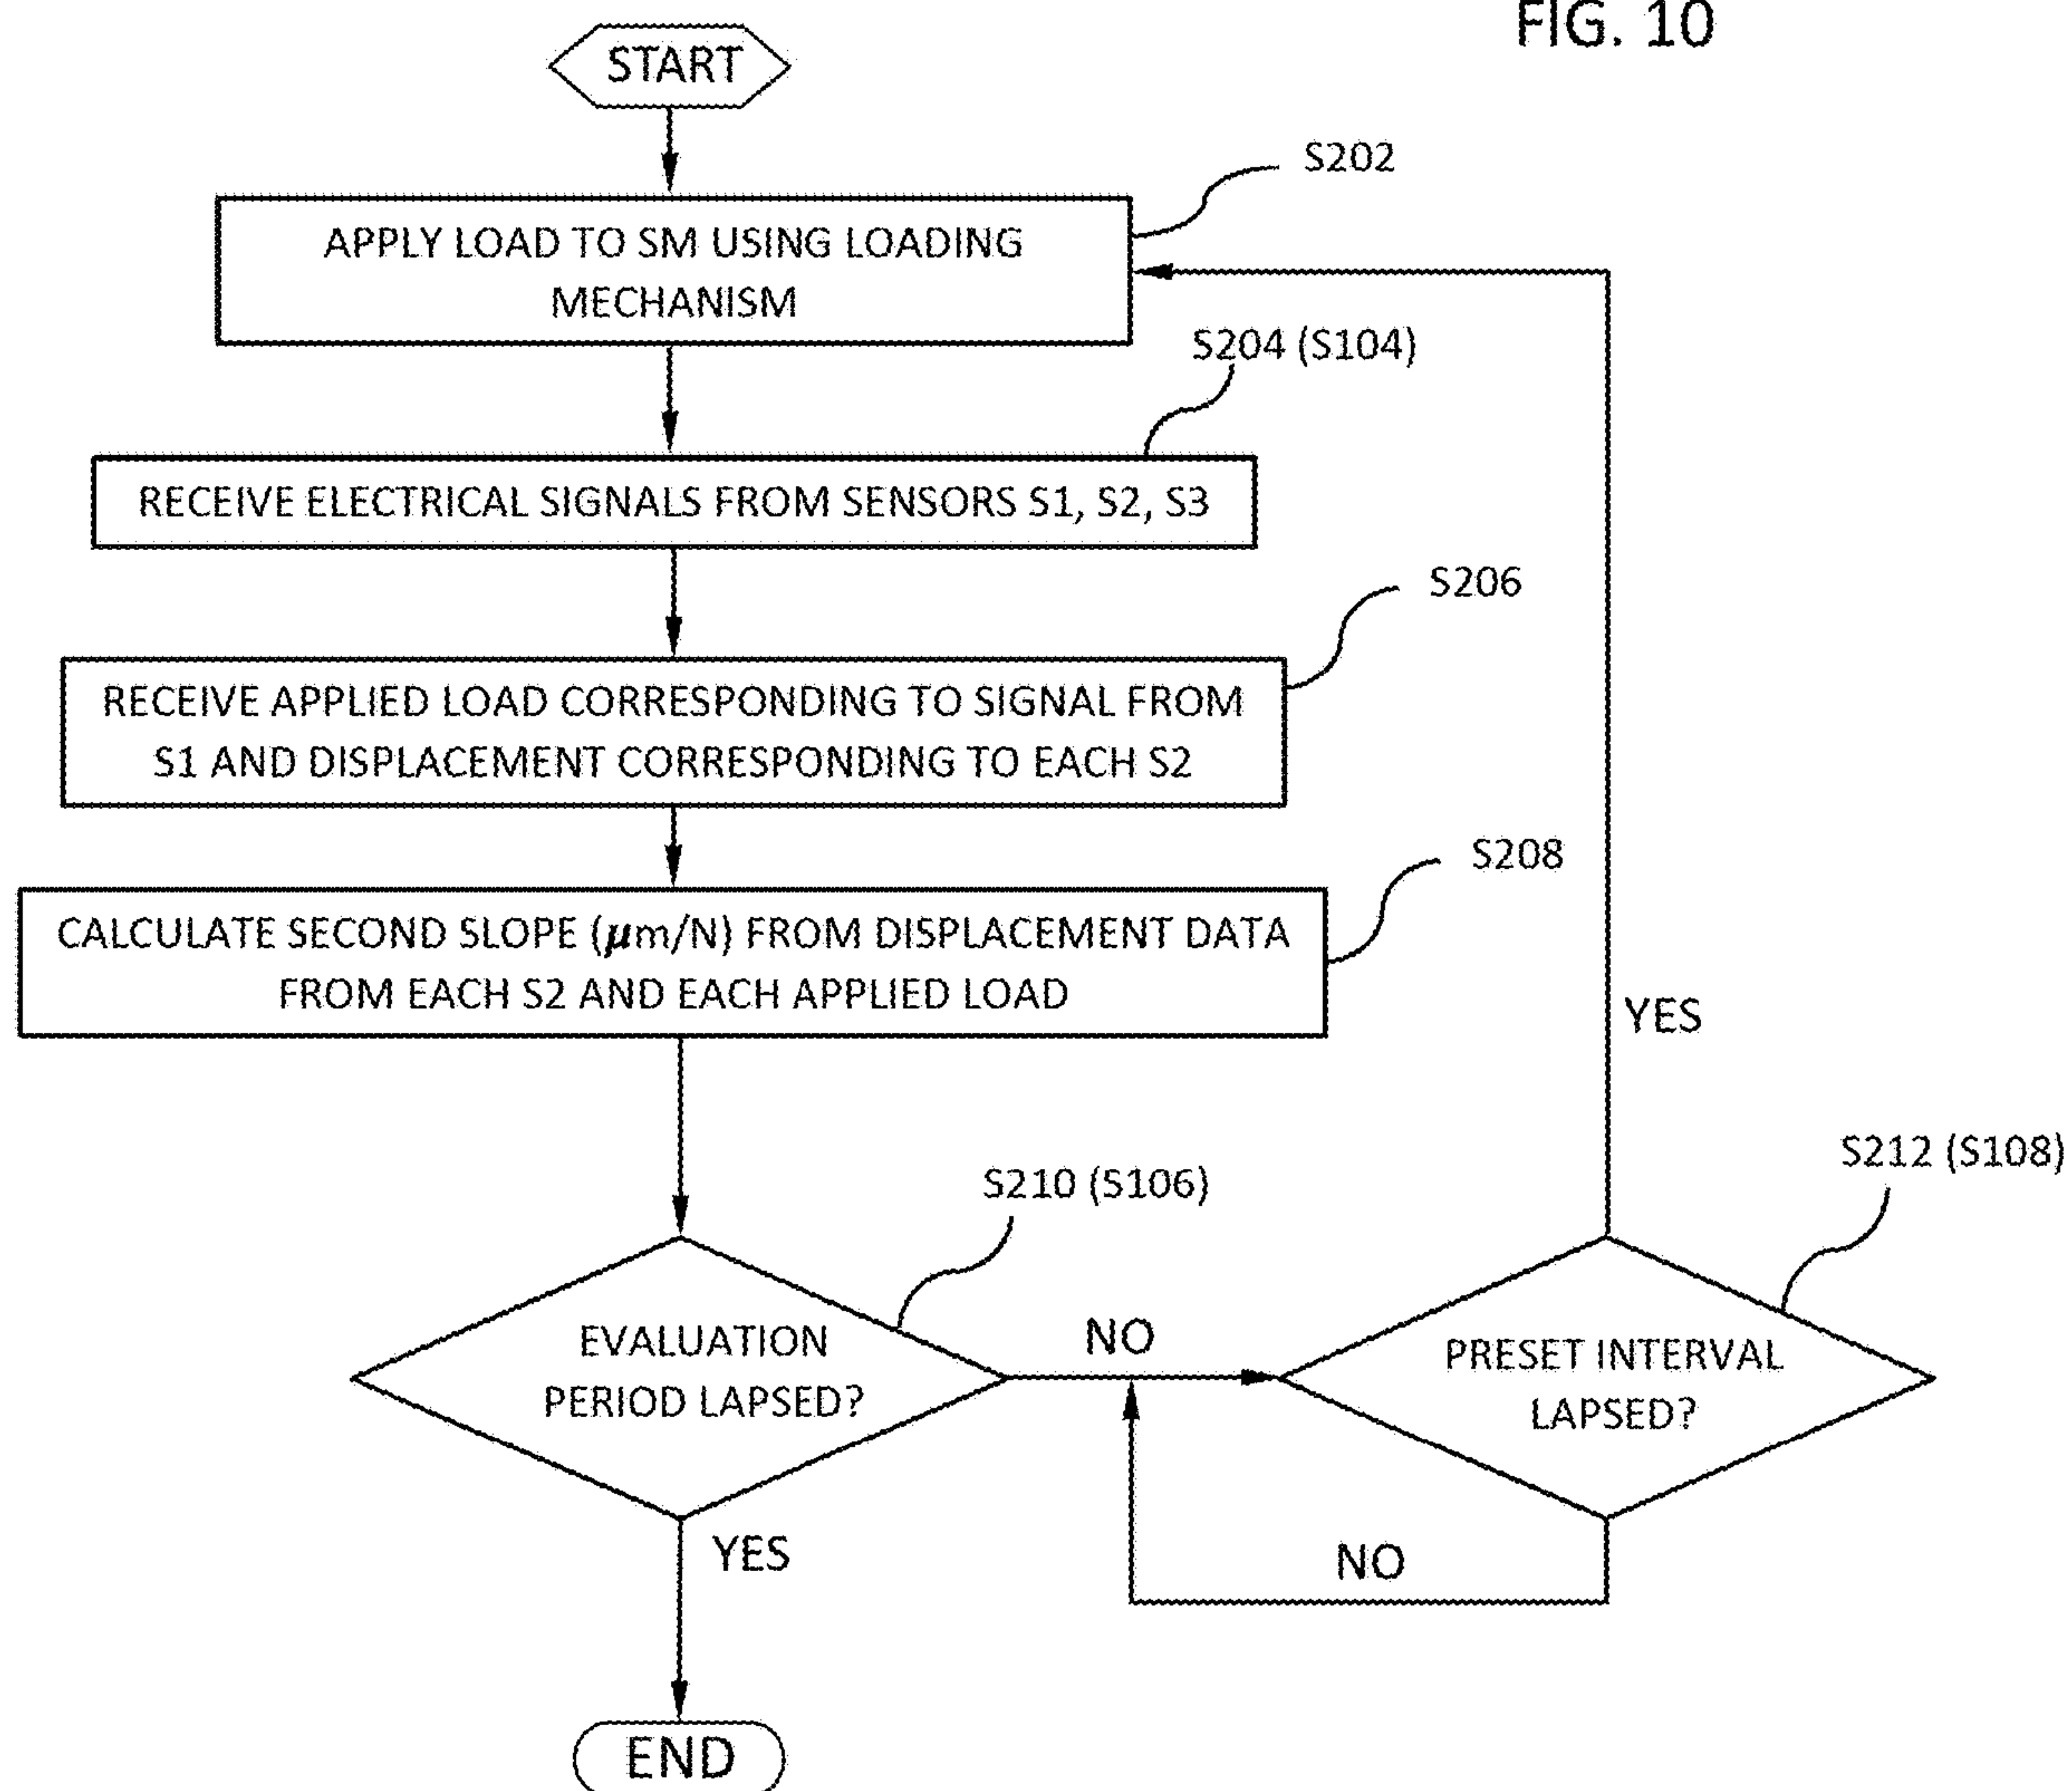 FIG. 10
START
S202
APPLY LOAD TO SM USING LOADING
MECHANISM
S204 (S104)
RECEIVE ELECTRICAL SIGNALS FROM SENSORS S1, S2, S3
S206
RECEIVE APPLIED LOAD CORRESPONDING TO SIGNAL FROM
S1 AND DISPLACEMENT CORRESPONDING TO EACH S2
S208
CALCULATE SECOND SLOPE (μm/N) FROM DISPLACEMENT DATA
FROM EACH S2 AND EACH APPLIED LOAD
YES
S212 (S108)
S210 (S106)
EVALUATION
PERIOD LAPSED?
NO
PRESET INTERVAL
LAPSED?
YES
NO
END